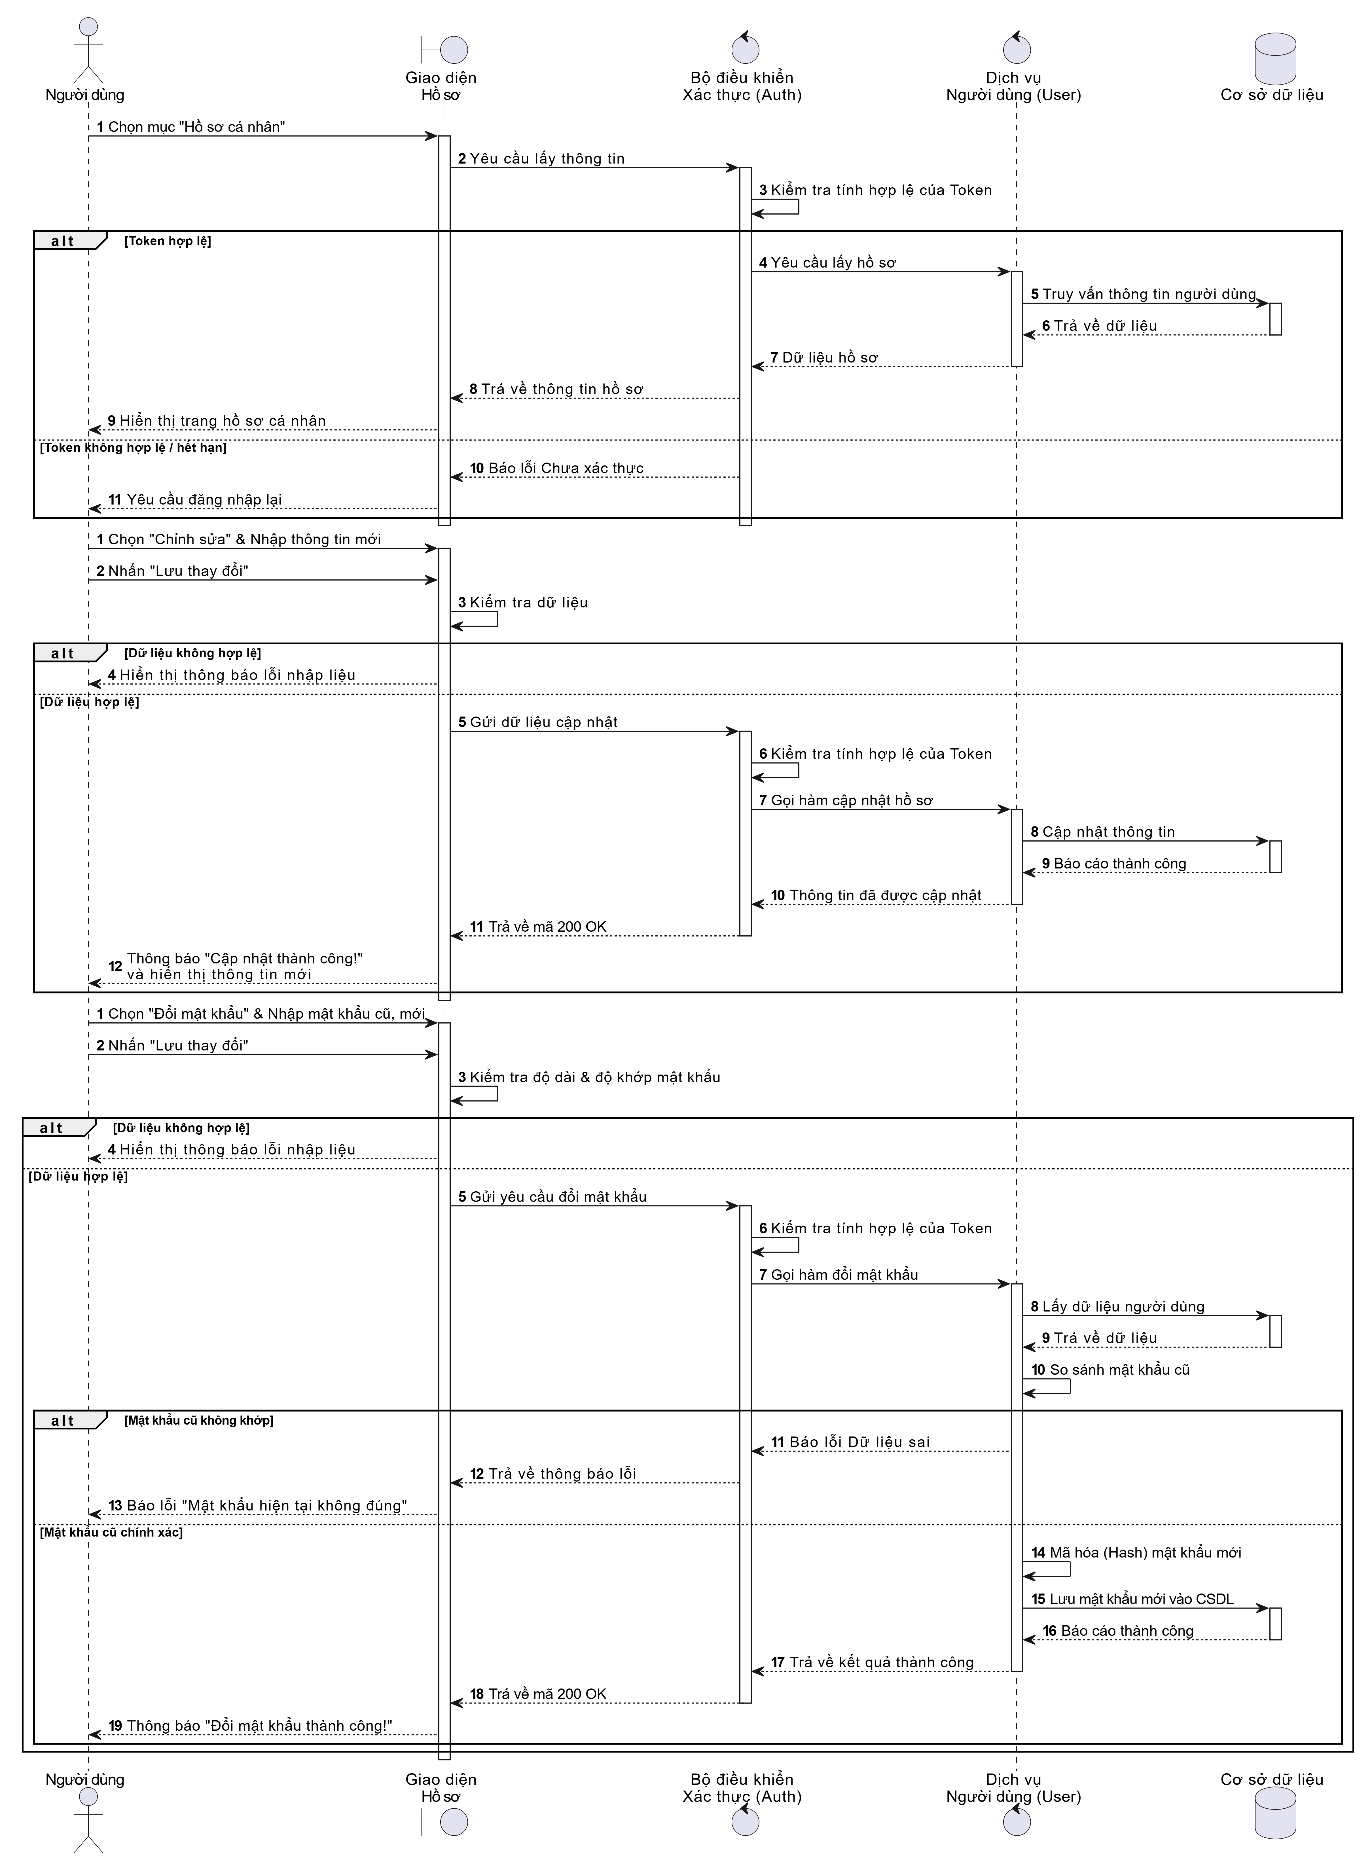 Người dùng
Giao diện
Hồ sơ
Bộ điều khiển
Xác thực (Auth)
Dịch vụ
Người dùng (User)
Cơ sở dữ liệu
1 Chọn mục "Hồ sơ cá nhân"
2 Yêu cầu lấy thông tin
3 Kiểm tra tính hợp lệ của Token
alt [Token hợp lệ]
4 Yêu cầu lấy hồ sơ
5 Truy vấn thông tin người dùng
6 Trả về dữ liệu
7 Dữ liệu hồ sơ
8 Trả về thông tin hồ sơ
9 Hiển thị trang hồ sơ cá nhân
[Token không hợp lệ / hết hạn]
10 Báo lỗi Chưa xác thực
11 Yêu cầu đăng nhập lại
1 Chọn "Chỉnh sửa" & Nhập thông tin mới
2 Nhấn "Lưu thay đổi"
3 Kiểm tra dữ liệu
alt [Dữ liệu không hợp lệ]
4 Hiển thị thông báo lỗi nhập liệu
[Dữ liệu hợp lệ]
5 Gửi dữ liệu cập nhật
6 Kiểm tra tính hợp lệ của Token
7 Gọi hàm cập nhật hồ sơ
8 Cập nhật thông tin
9 Báo cáo thành công
10 Thông tin đã được cập nhật
11 Trả về mã 200 OK
12 Thông báo "Cập nhật thành công!"
và hiển thị thông tin mới
1 Chọn "Đổi mật khẩu" & Nhập mật khẩu cũ, mới
2 Nhấn "Lưu thay đổi"
3 Kiểm tra độ dài & độ khớp mật khẩu
alt [Dữ liệu không hợp lệ]
4 Hiển thị thông báo lỗi nhập liệu
[Dữ liệu hợp lệ]
5 Gửi yêu cầu đổi mật khẩu
6 Kiểm tra tính hợp lệ của Token
7 Gọi hàm đổi mật khẩu
8 Lấy dữ liệu người dùng
9 Trả về dữ liệu
10 So sánh mật khẩu cũ
alt [Mật khẩu cũ không khớp]
11 Báo lỗi Dữ liệu sai
12 Trả về thông báo lỗi
13 Báo lỗi "Mật khẩu hiện tại không đúng"
[Mật khẩu cũ chính xác]
14 Mã hóa (Hash) mật khẩu mới
15 Lưu mật khẩu mới vào CSDL
16 Báo cáo thành công
17 Trả về kết quả thành công
18 Trả về mã 200 OK
19 Thông báo "Đổi mật khẩu thành công!"
Người dùng
Giao diện
Hồ sơ
Bộ điều khiển
Xác thực (Auth)
Dịch vụ
Người dùng (User)
Cơ sở dữ liệu